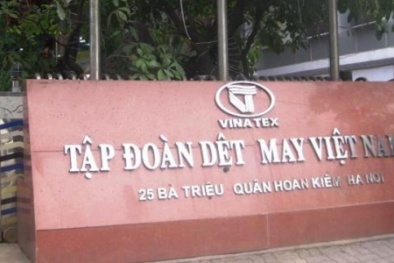 VINATEX
TẬP ĐOÀN DỆT MAY VIỆT NA
25 BÀ TRIỆU QUẬN HOÀN KIẾM HÀ NỘI